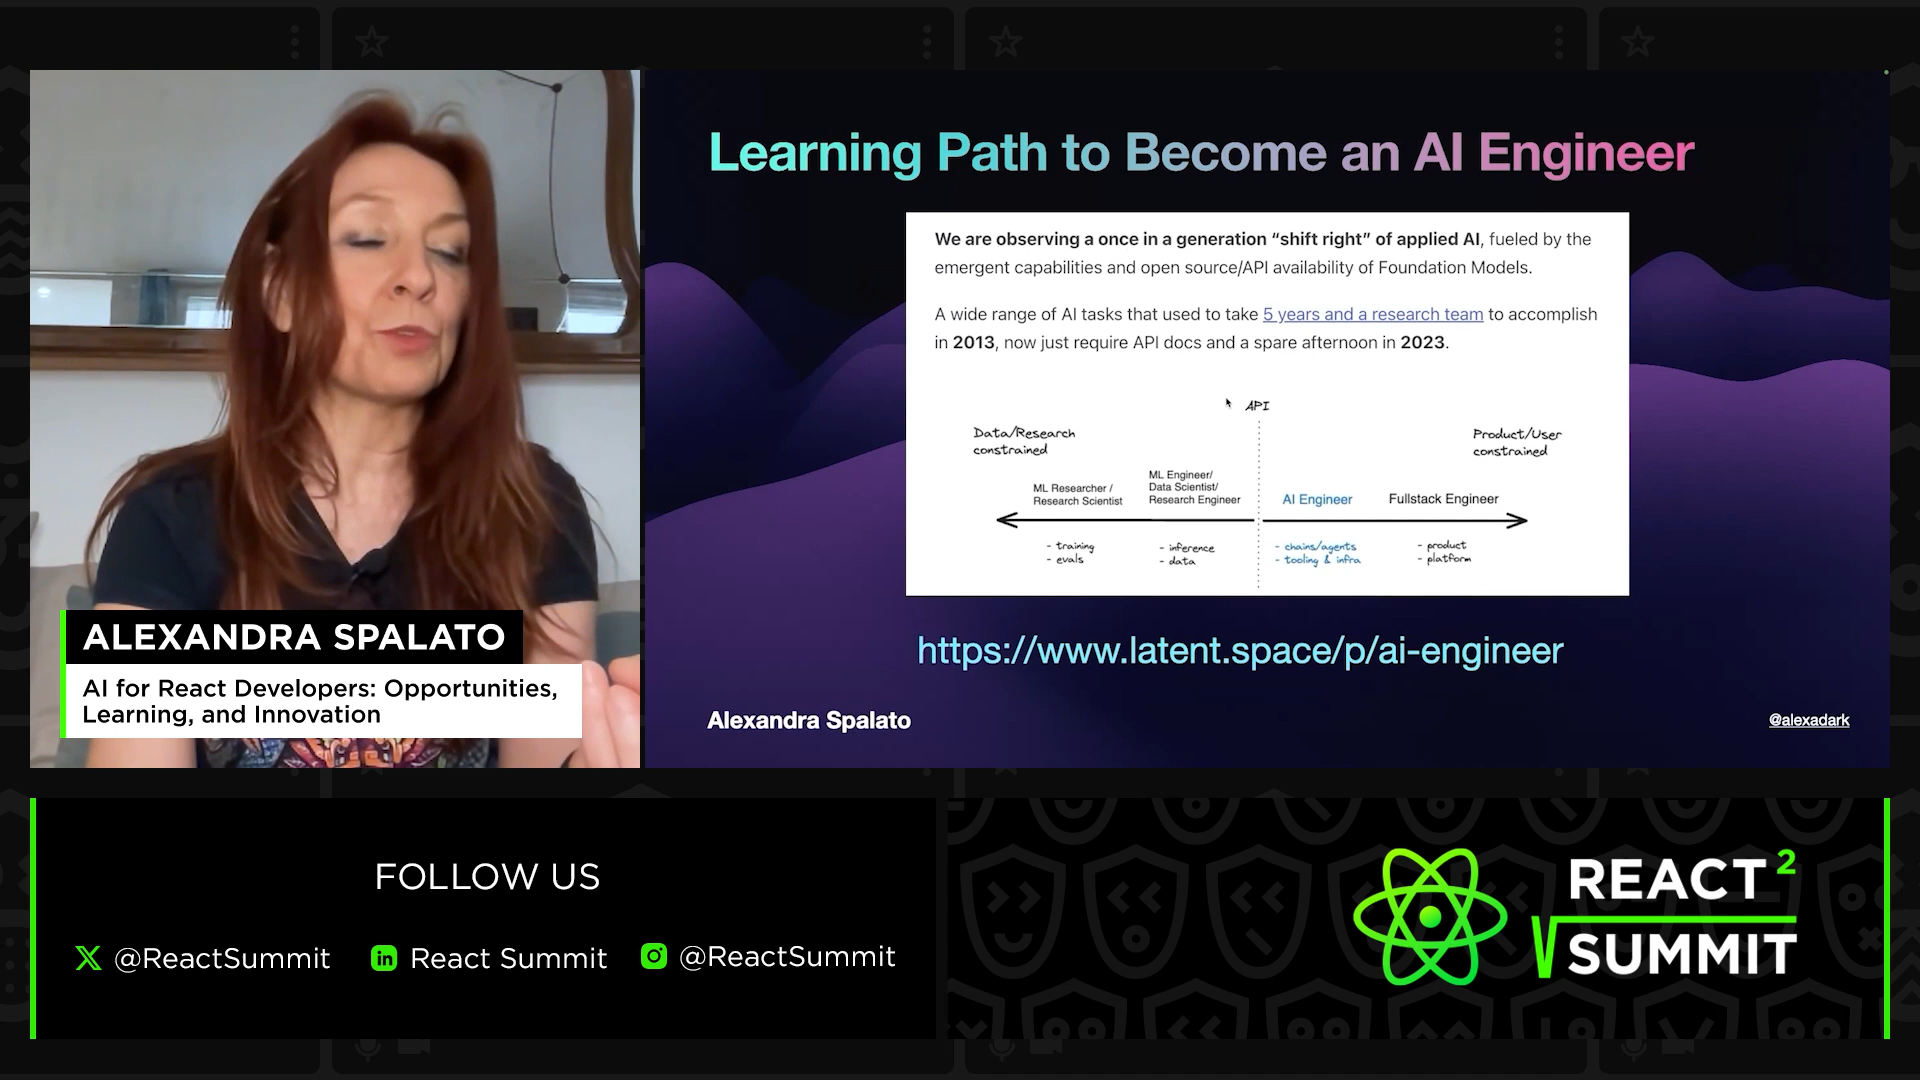 Learning Path to Become an AI Engineer
We are observing a once in a generation “shift right” of applied AI, fueled by the
emergent capabilities and open source/API availability of Foundation Models.
A wide range of AI tasks that used to take 5 years and a research team to accomplish
in 2013, now just require API docs and a spare afternoon in 2023.
API
Data/Research
constrained
Product/User
constrained
ML Researcher /
Research Scientist
ML Engineer/
Data Scientist/
Research Engineer
AI Engineer
Fullstack Engineer
- training
- evals
- inference
- data
- chains/agents
- tooling & infra
- product
- platform
https://www.latent.space/p/ai-engineer
Alexandra Spalato
@alexadark
ALEXANDRA SPALATO
AI for React Developers: Opportunities,
Learning, and Innovation
FOLLOW US
@ReactSummit
in React Summit
@ReactSummit
REACT 2
SUMMIT